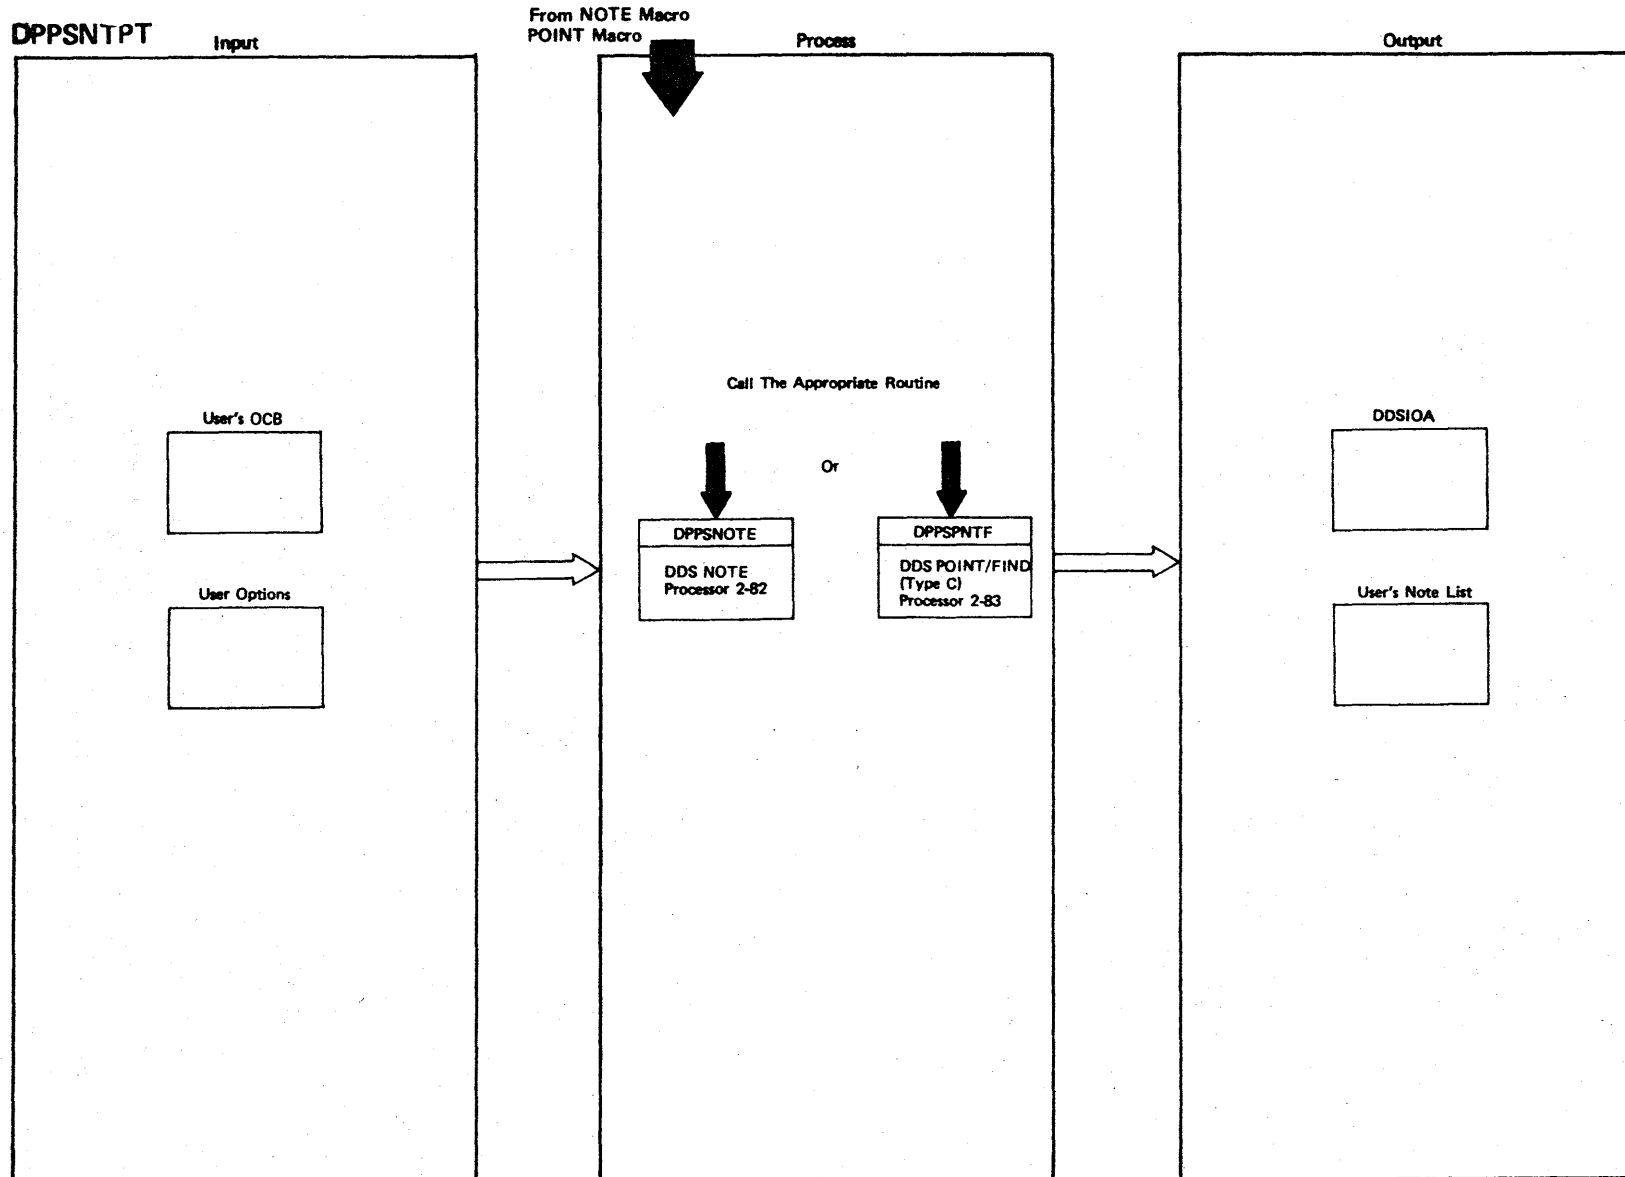 DPPSNTPT
Input
From NOTE Macro
POINT Macro
Process
Output
Call The Appropriate Routine
User's OCB
DDSIOA
Or
DPPSNOTE
DDS NOTE
Processor 2-82
DPPSPNTF
DDS POINT/FIND
(Type C)
Processor 2-83
User Options
User's Note List